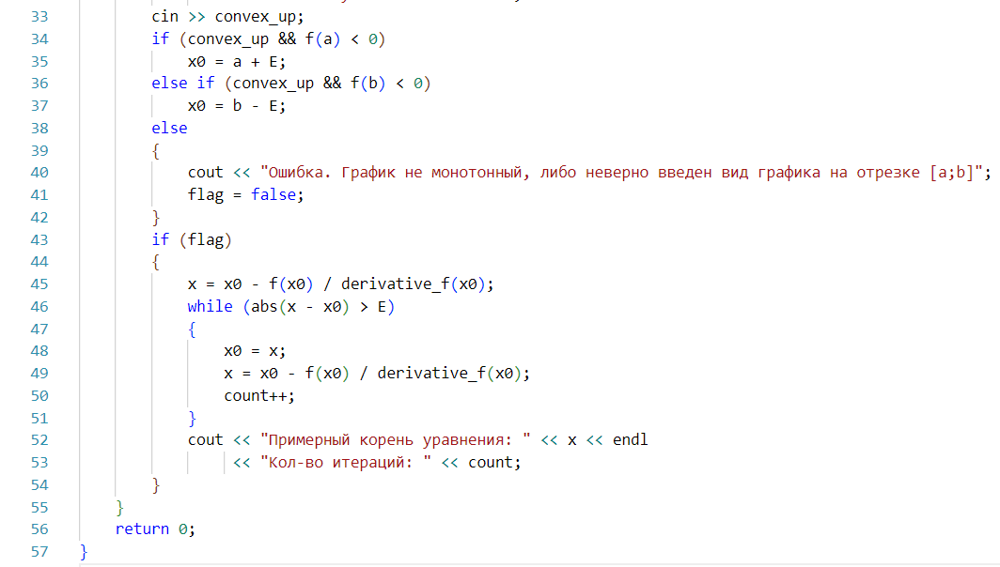 33 cin >> convex_up;
34 if (convex_up && f(a) < 0)
35 x0 = a + E;
36 else if (convex_up && f(b) < 0)
37 x0 = b - E;
38 else
39 {
40 cout << "Ошибка. График не монотонный, либо неверно введен вид графика на отрезке [a;b]";
41 flag = false;
42 }
43 if (flag)
44 {
45 x = x0 - f(x0) / derivative_f(x0);
46 while (abs(x - x0) > E)
47 {
48 x0 = x;
49 x = x0 - f(x0) / derivative_f(x0);
50 count++;
51 }
52 cout << "Примерный корень уравнения: " << x << endl
53 << "Кол-во итераций: " << count;
54 }
55 }
56 return 0;
57 }